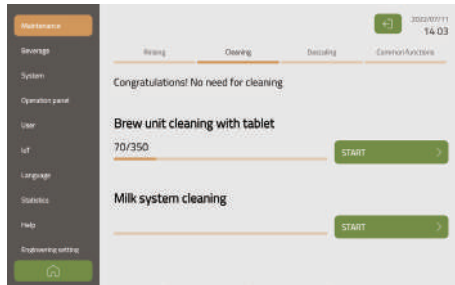 Maintenance
2022/07/11
14 03
Beverage
Rinsing
Cleaning
Descaling
Common functions
System
Congratulations! No need for cleaning
Operation panel
User
Brew unit cleaning with tablet
IoT
70/350
START
Language
Statistics
Milk system cleaning
Help
START
Engineering setting